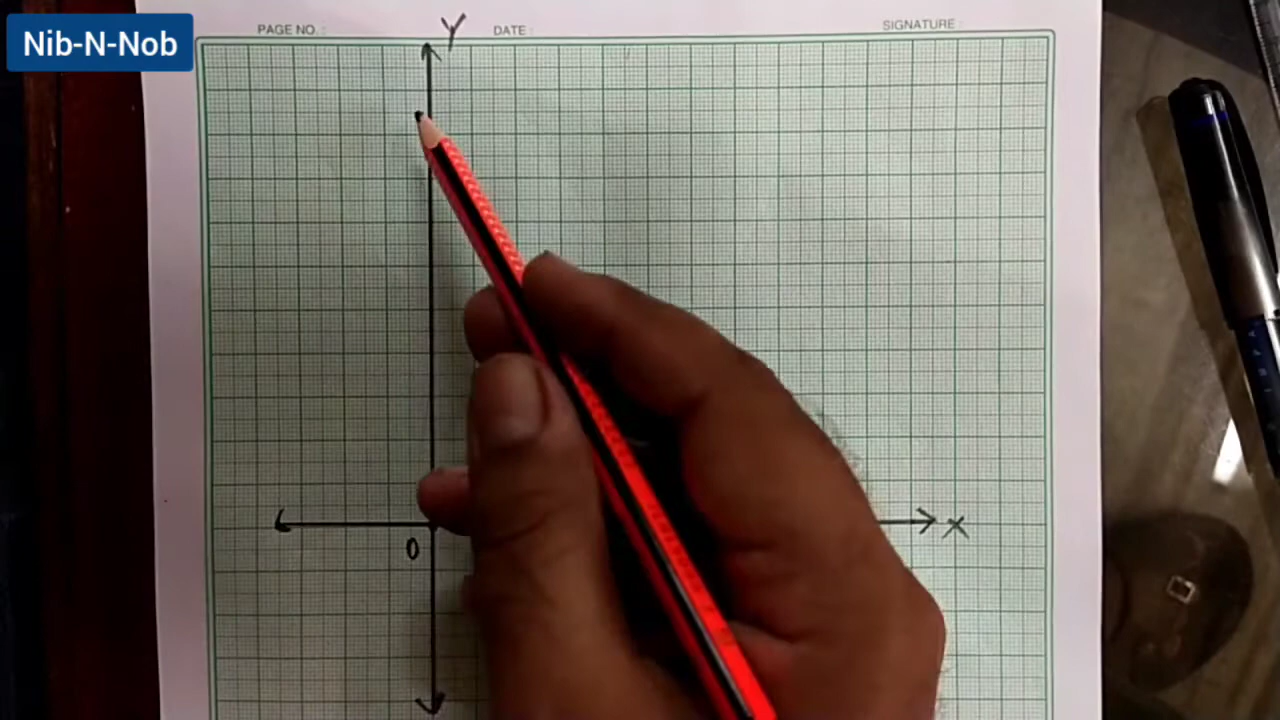 Nib-N-Nob
PAGE NO. :
DATE :
SIGNATURE :
Y
0
X